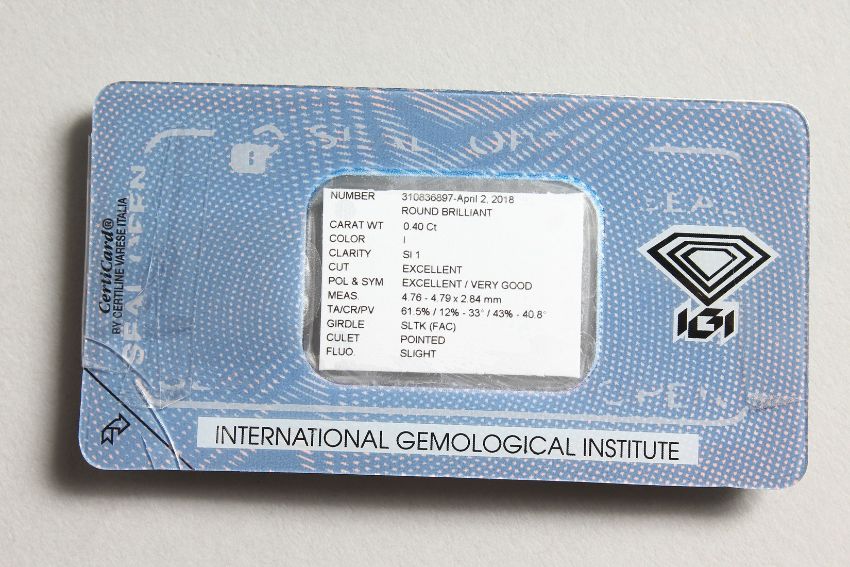 NUMBER 310836897-April 2, 2018
ROUND BRILLIANT
CARAT WT 0.40 Ct
COLOR I
CLARITY SI 1
CUT EXCELLENT
POL & SYM EXCELLENT / VERY GOOD
MEAS. 4.76 - 4.79 x 2.84 mm
TA/CR/PV 61.5% / 12% - 33° / 43% - 40.8°
GIRDLE SLTK (FAC)
CULET POINTED
FLUO. SLIGHT
CertiCard®
BY CERTILINE VARESE ITALIA
IGI
INTERNATIONAL GEMOLOGICAL INSTITUTE